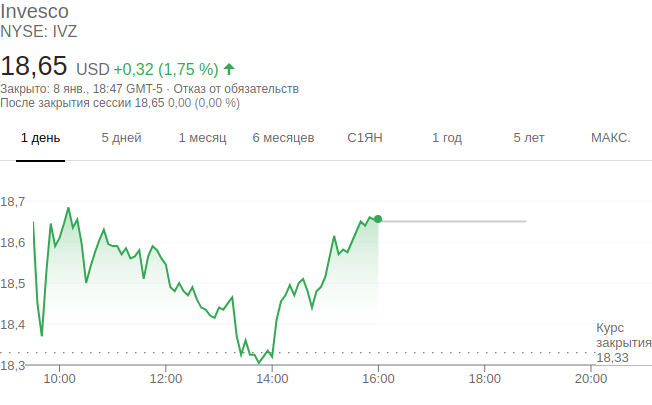 Invesco
NYSE: IVZ
18,65 USD +0,32 (1,75 %)
Закрыто: 8 янв., 18:47 GMT-5 · Отказ от обязательств
После закрытия сессии 18,65 0,00 (0,00 %)
1 день 5 дней 1 месяц 6 месяцев С1ЯН 1 год 5 лет МАКС.
18,7
18,6
18,5
18,4
Курс
закрытия
18,33
18,3
10:00 12:00 14:00 16:00 18:00 20:00